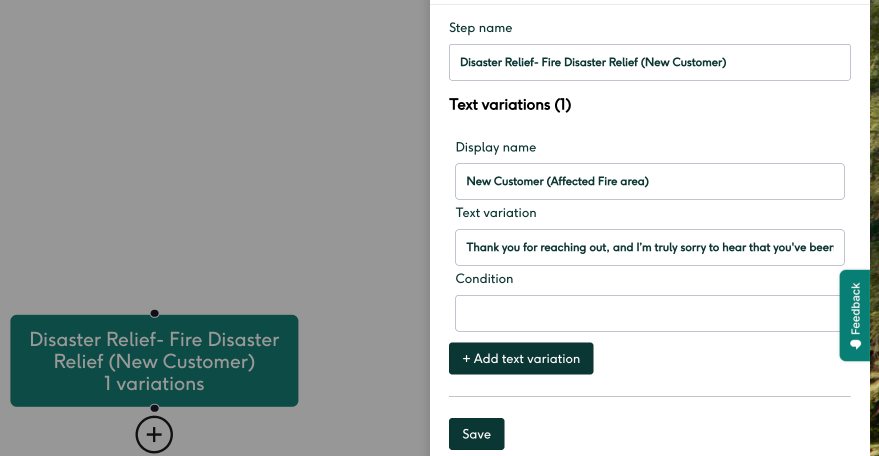 Step name
Disaster Relief- Fire Disaster Relief (New Customer)
Text variations (1)
Display name
New Customer (Affected Fire area)
Text variation
Thank you for reaching out, and I'm truly sorry to hear that you've beer
Condition
+ Add text variation
Save
Feedback
Disaster Relief- Fire Disaster
Relief (New Customer)
1 variations